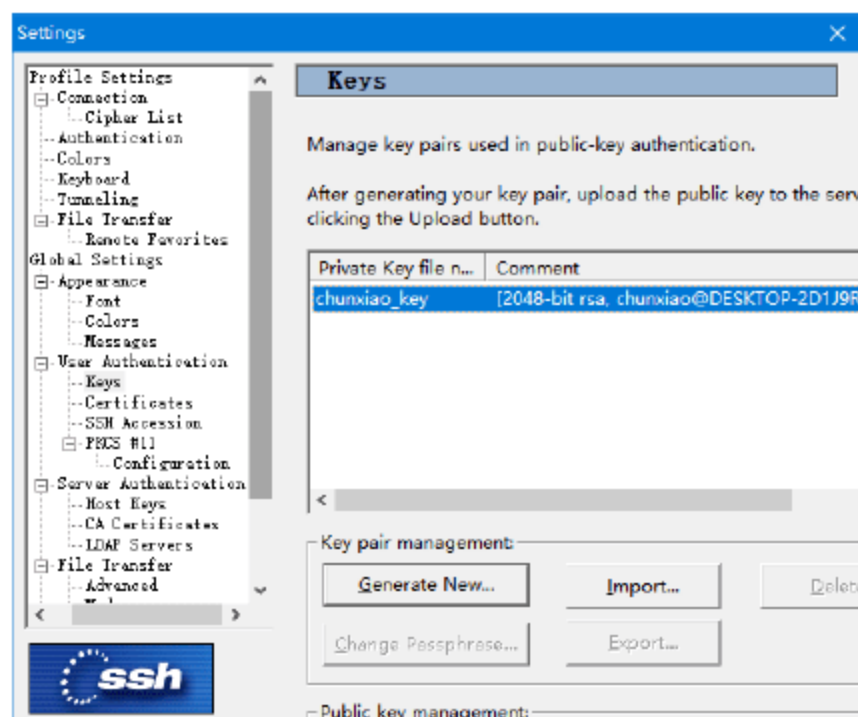 Settings
Profile Settings
Connection
Cipher List
Authentication
Colors
Keyboard
Tunneling
File Transfer
Remote Favorites
Global Settings
Appearance
Font
Colors
Messages
User Authentication
Keys
Certificates
SSH Accession
PKCS #11
Configuration
Server Authentication
Host Keys
CA Certificates
LDAP Servers
File Transfer
Advanced
ssh
Keys
Manage key pairs used in public-key authentication.
After generating your key pair, upload the public key to the serv
clicking the Upload button.
Private Key file n... Comment
chunxiao_key [2048-bit rsa, chunxiao@DESKTOP-2D1J9R
Key pair management:
Generate New... Import... Delet
Change Passphrase... Export...
Public key management: